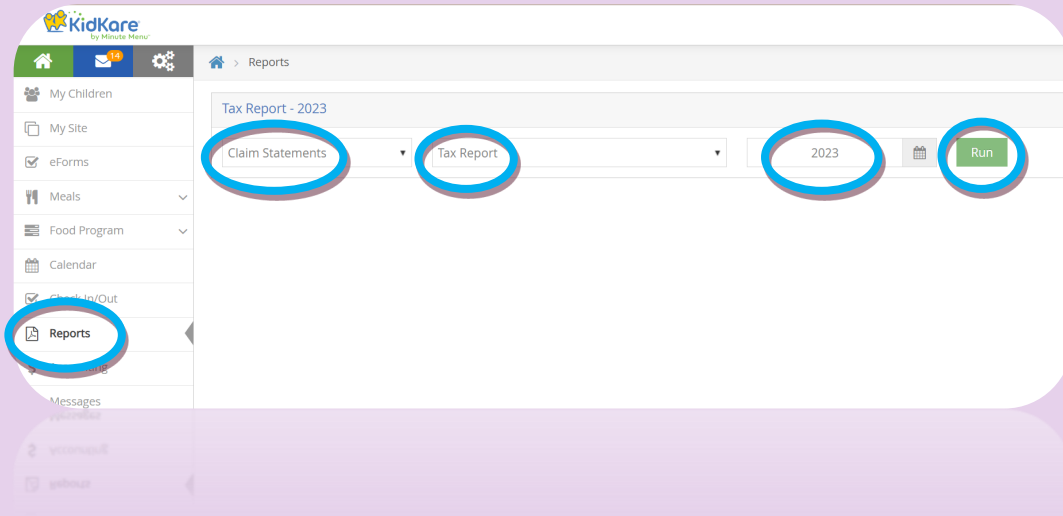 KidKare
by Minute Menu
14
Reports
My Children
My Site
eForms
Meals
Food Program
Calendar
Check In/Out
Reports
Messages
Tax Report - 2023
Claim Statements
Tax Report
2023
Run